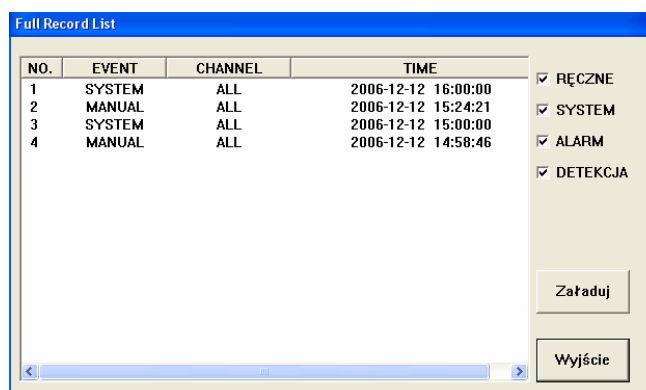 Full Record List
NO. EVENT CHANNEL TIME
1 SYSTEM ALL 2006-12-12 16:00:00
2 MANUAL ALL 2006-12-12 15:24:21
3 SYSTEM ALL 2006-12-12 15:00:00
4 MANUAL ALL 2006-12-12 14:58:46
RĘCZNE
SYSTEM
ALARM
DETEKCJA
Załaduj
Wyjście